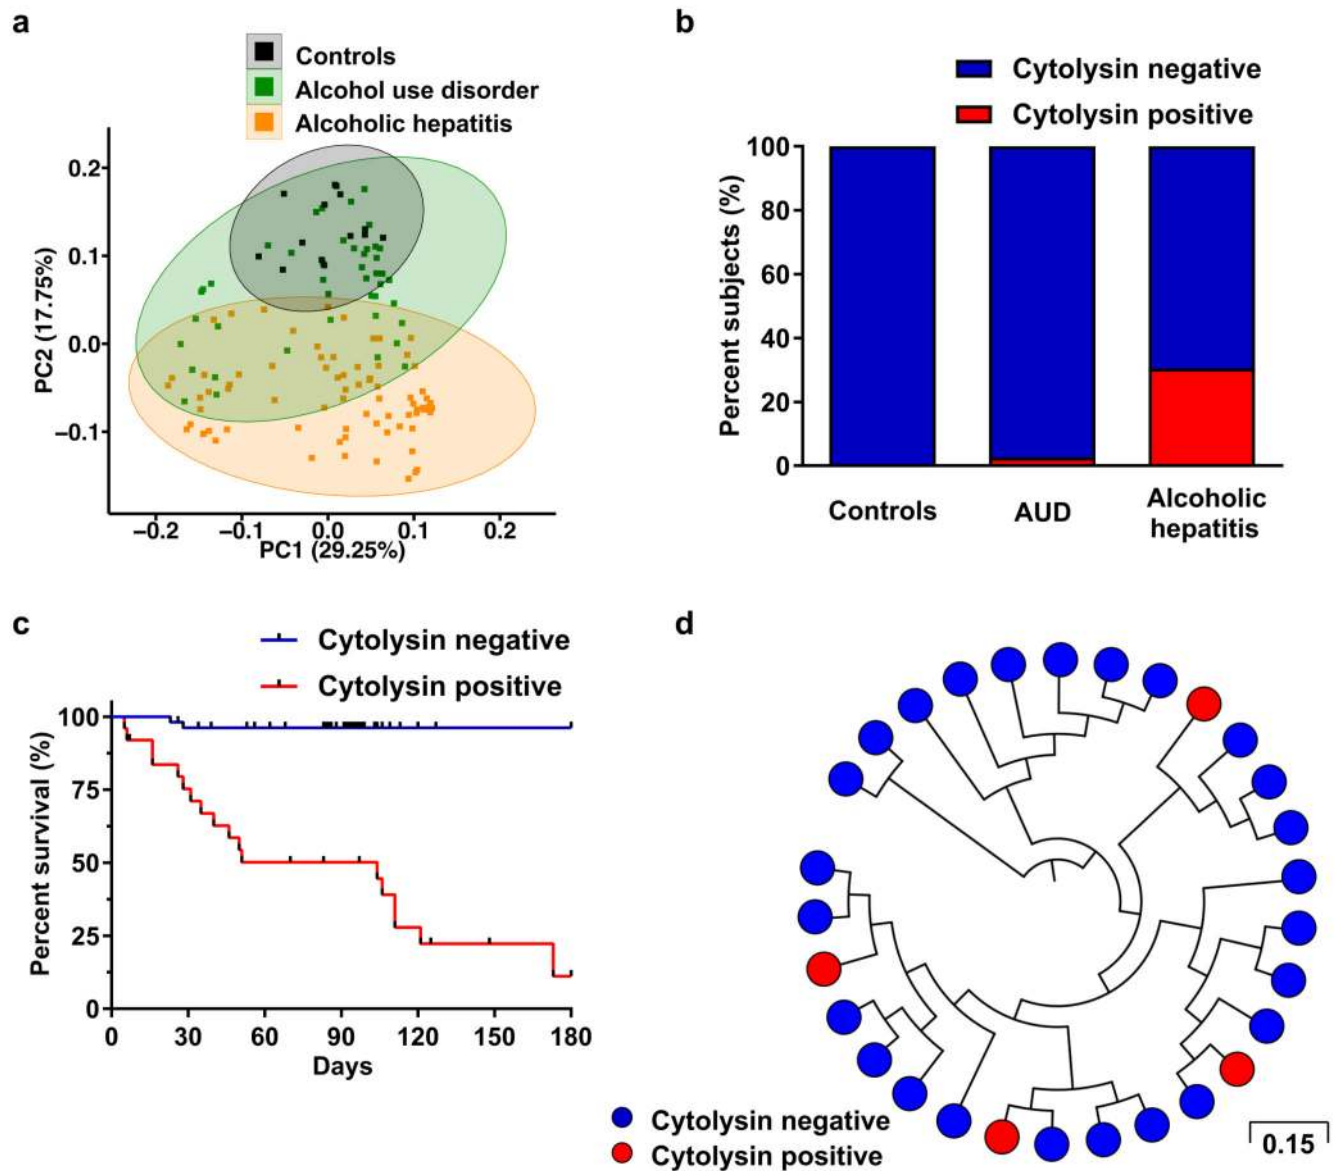 a
Controls
Alcohol use disorder
Alcoholic hepatitis
0.2
0.1
0.0
−0.1
PC2 (17.75%)
−0.2 −0.1 0.0 0.1 0.2
PC1 (29.25%)
b
Cytolysin negative
Cytolysin positive
100
80
60
40
20
0
Percent subjects (%)
Controls AUD Alcoholic
hepatitis
c
Cytolysin negative
Cytolysin positive
100
75
50
25
0
Percent survival (%)
0 30 60 90 120 150 180
Days
d
Cytolysin negative
Cytolysin positive
0.15